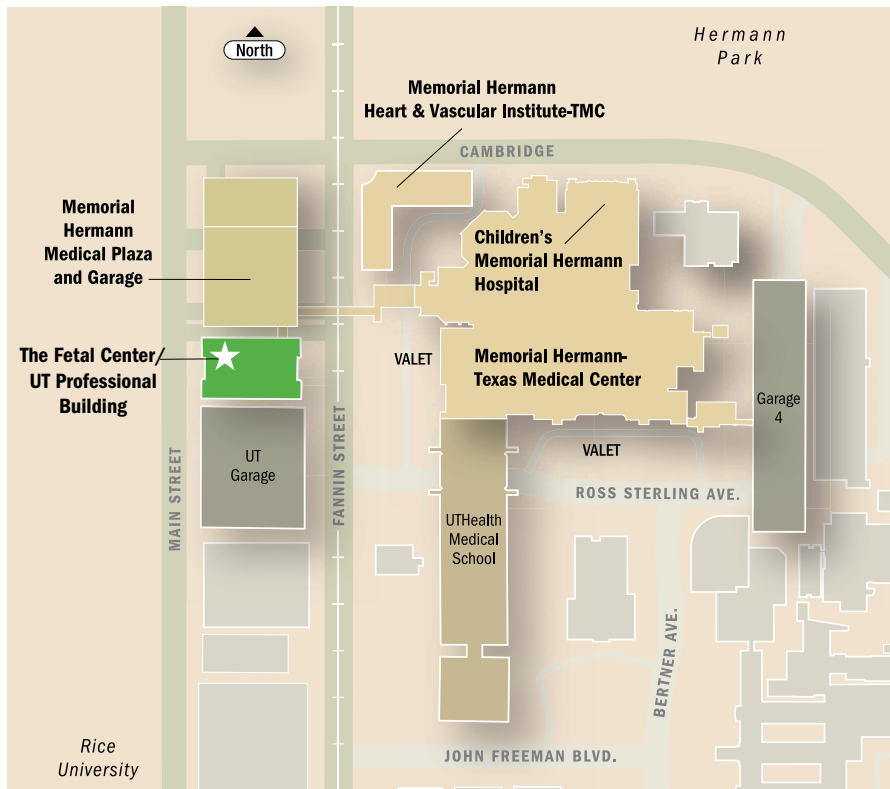 Hermann
Park
North
Memorial Hermann
Heart & Vascular Institute-TMC
CAMBRIDGE
Memorial
Hermann
Medical Plaza
and Garage
Children's
Memorial Hermann
Hospital
The Fetal Center/
UT Professional
Building
VALET
Memorial Hermann-
Texas Medical Center
Garage
4
UT
Garage
VALET
MAIN STREET
FANNIN STREET
ROSS STERLING AVE.
UTHealth
Medical
School
BERTNER AVE.
Rice
University
JOHN FREEMAN BLVD.